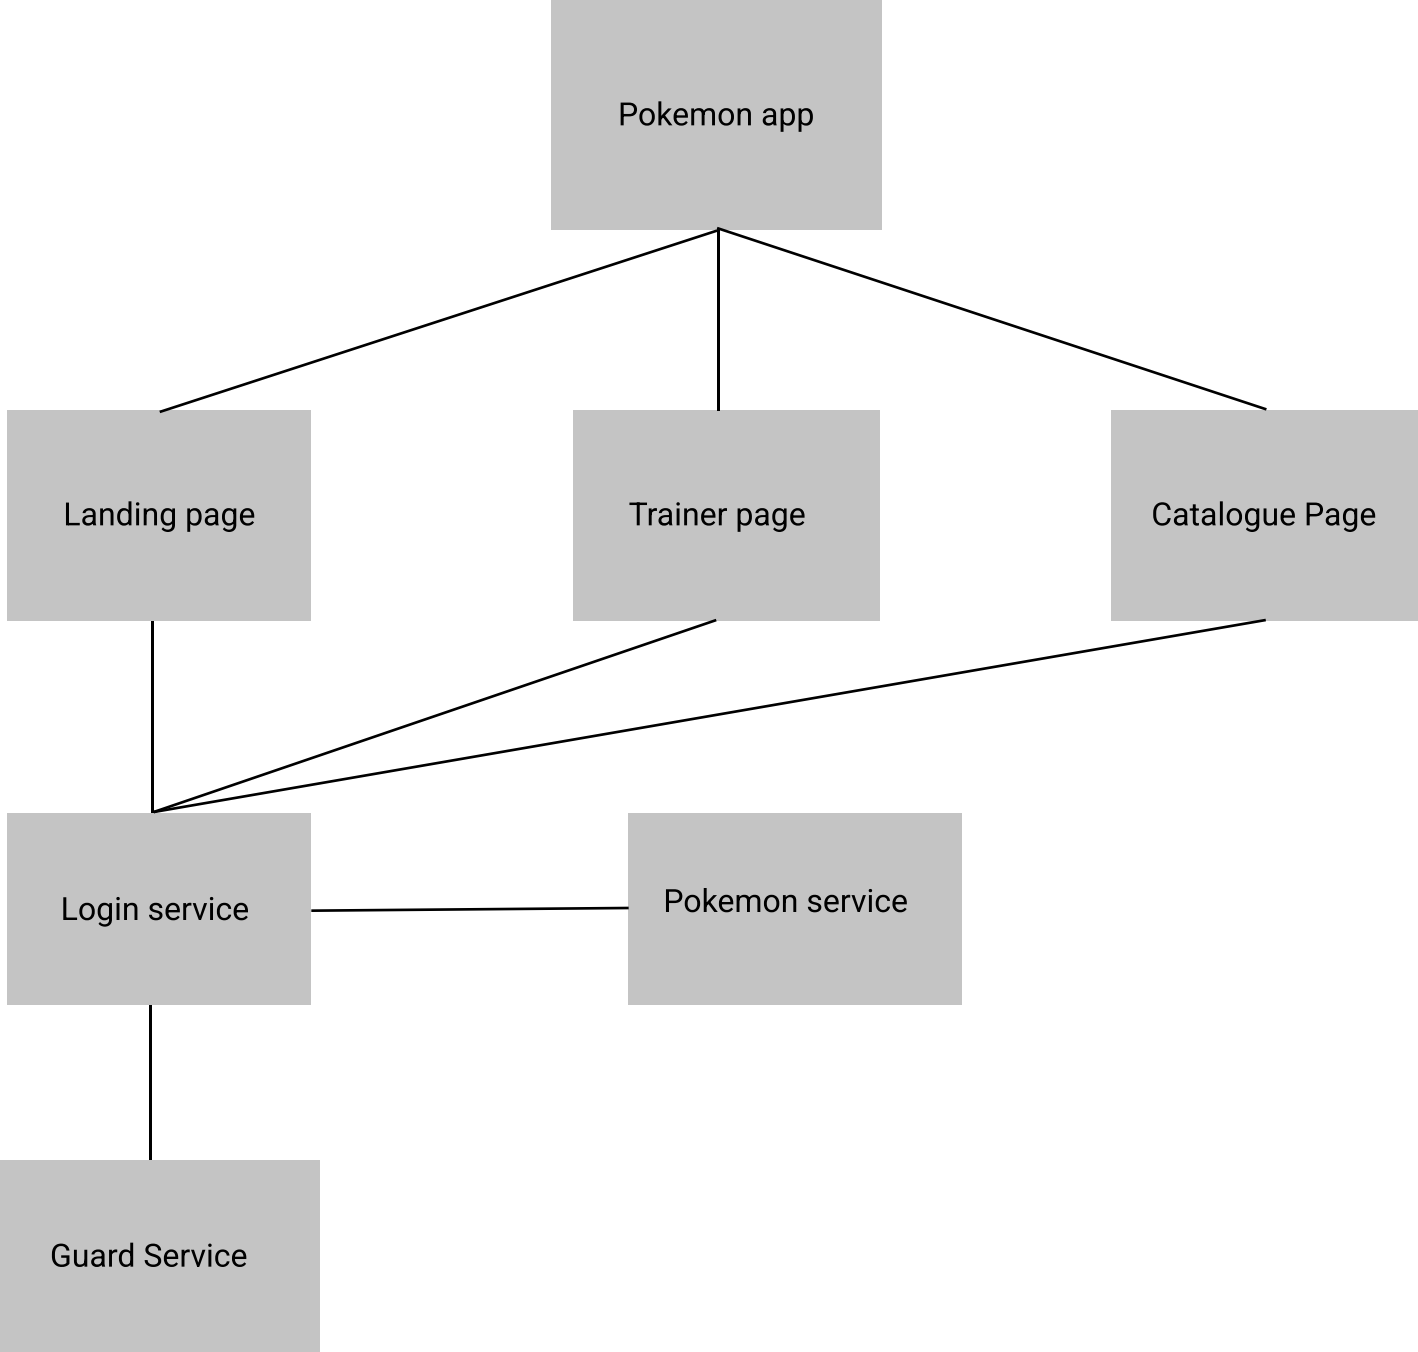 Pokemon app
Landing page
Trainer page
Catalogue Page
Login service
Pokemon service
Guard Service